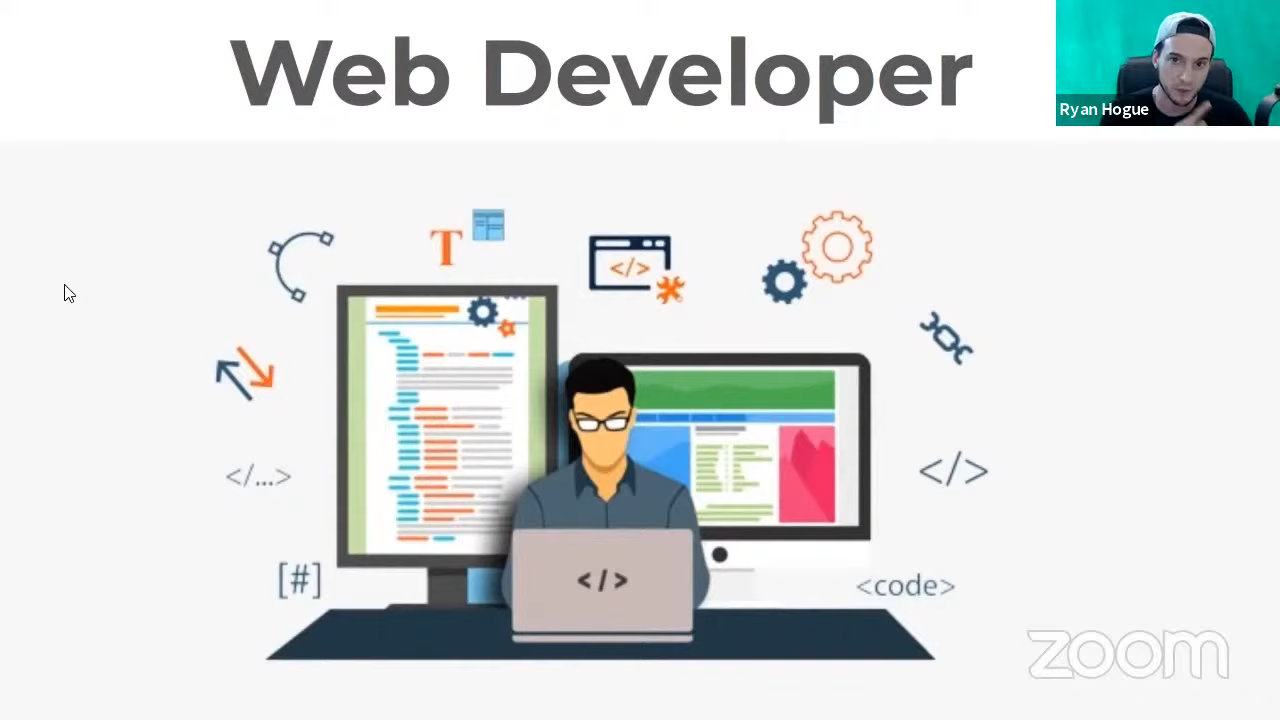 Web Developer
Ryan Hogue
T
</>
</...>
</>
[#]
</>
<code>
zoom